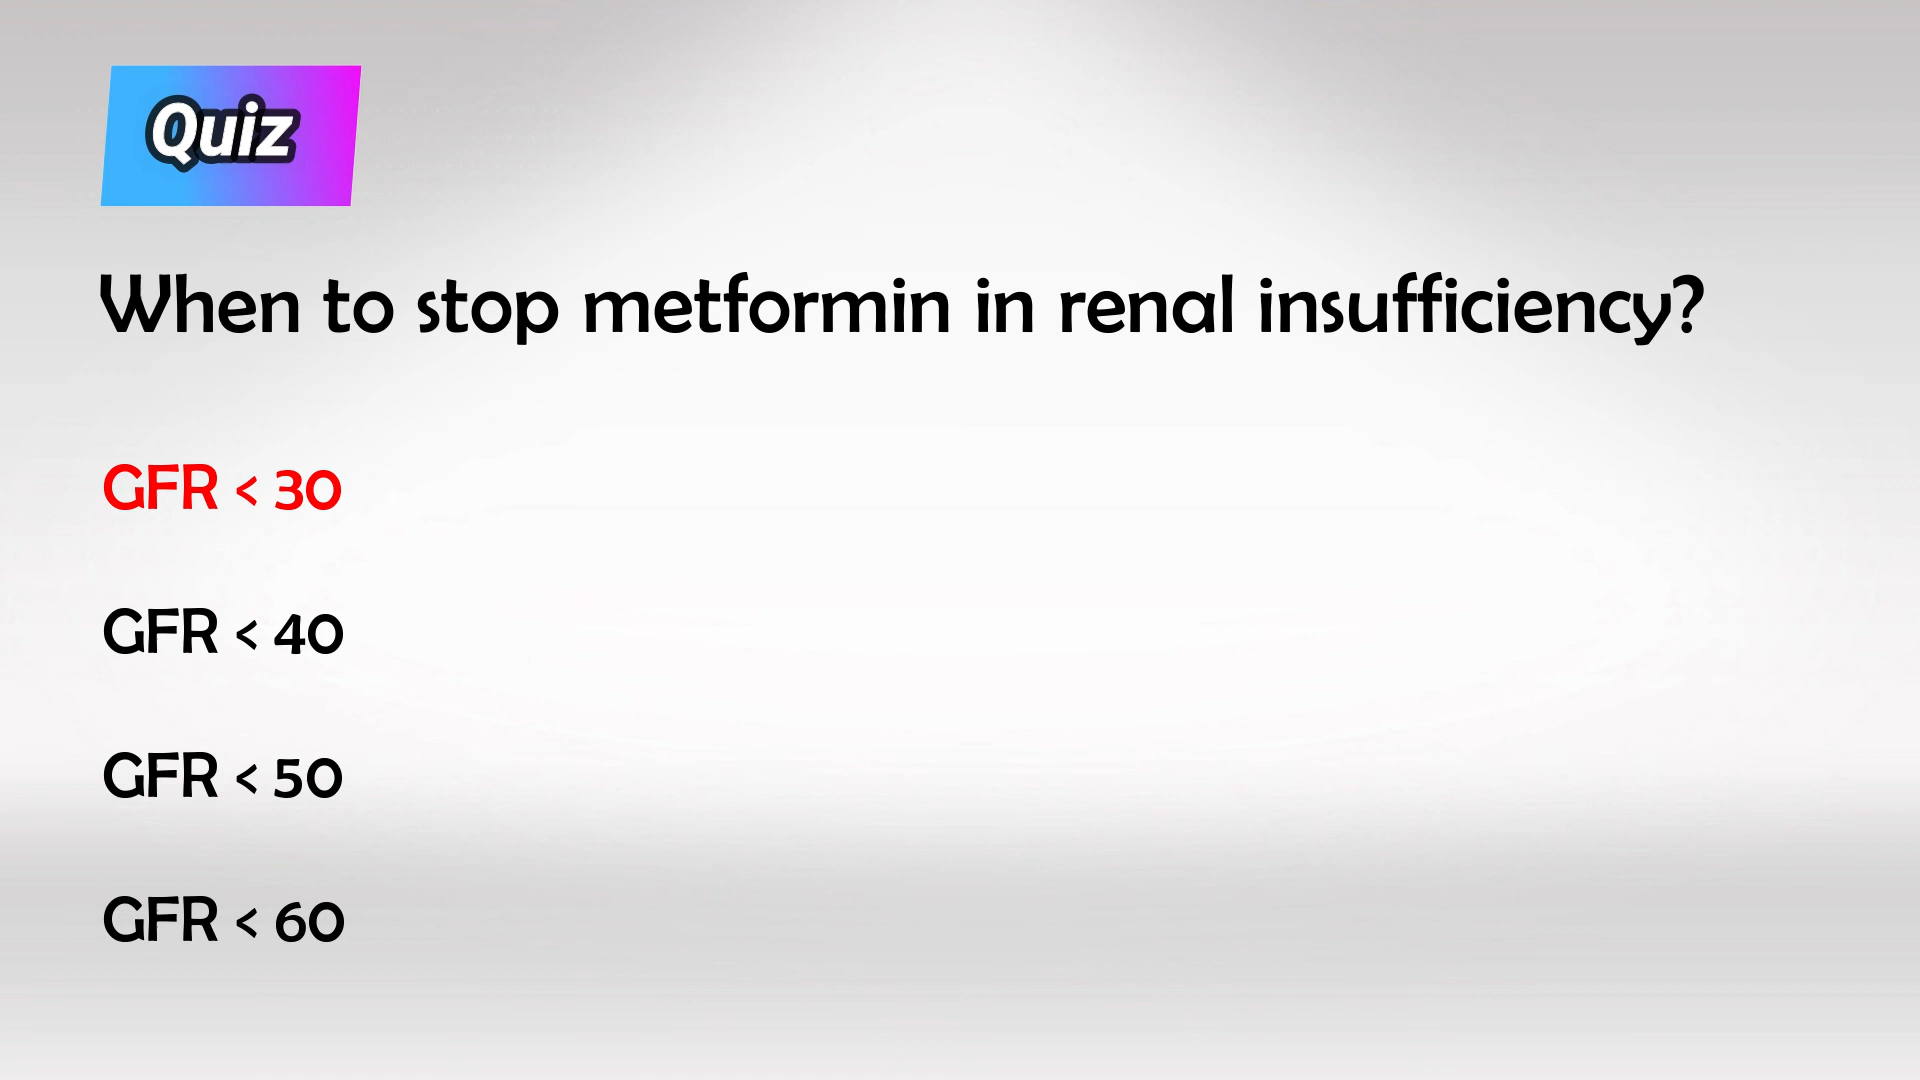 Quiz
When to stop metformin in renal insufficiency?
GFR < 30
GFR < 40
GFR < 50
GFR < 60